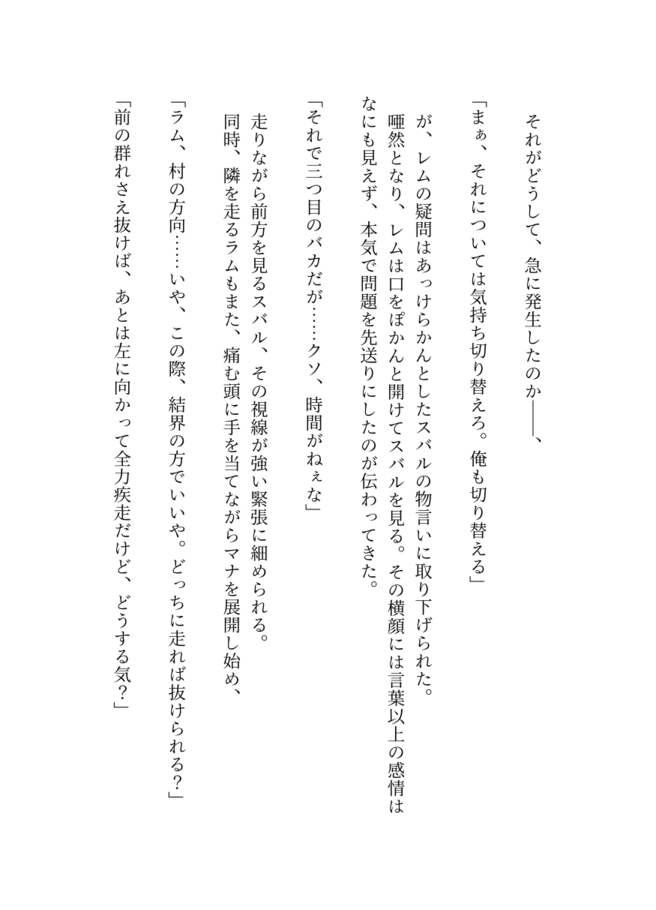 それがどうして、急に発生したのか――、
「まぁ、それについては気持ち切り替えろ。俺も切り替える」
が、レムの疑問はあっけらかんとしたスバルの物言いに取り下げられた。
唖然となり、レムは口をぽかんと開けてスバルを見る。その横顔には言葉以上の感情は
なにも見えず、本気で問題を先送りにしたのが伝わってきた。
「それで三つ目のバカだが……クソ、時間がねぇな」
走りながら前方を見るスバル、その視線が強い緊張に細められる。
同時、隣を走るラムもまた、痛む頭に手を当てながらマナを展開し始め、
「ラム、村の方向……いや、この際、結界の方でいいや。どっちに走れば抜けられる？」
「前の群れさえ抜けば、あとは左に向かって全力疾走だけど、どうする気？」